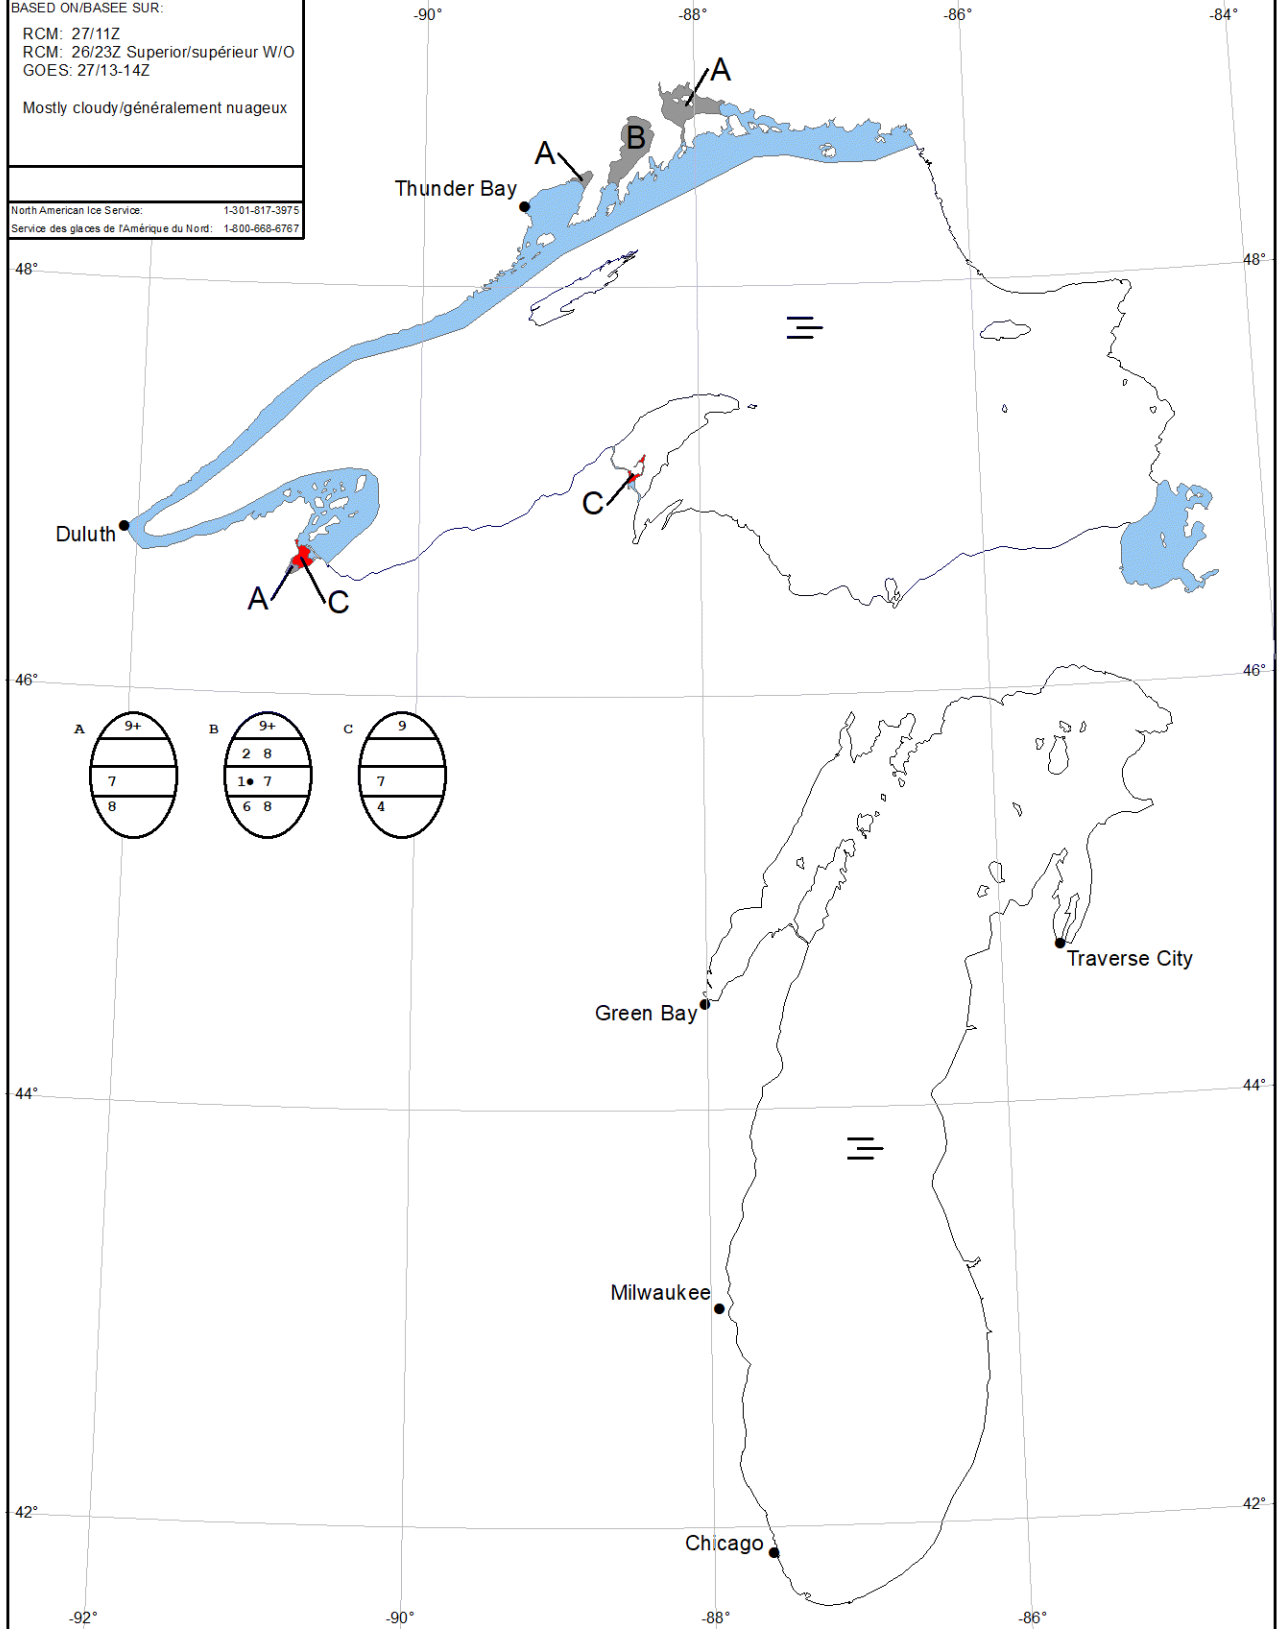 BASED ON/BASEE SUR:
RCM: 27/11Z
RCM: 26/23Z Superior/supérieur W/O
GOES: 27/13-14Z
Mostly cloudy/généralement nuageux
North American Ice Service: 1-301-817-3975
Service des glaces de l'Amérique du Nord: 1-800-668-6767
-90° -88° -86° -84°
A
B
A
Thunder Bay
48° 48°
C
Duluth
A C
46° 46°
A 9+ B 9+ C 9
2 8
7 1• 7 7
8 6 8 4
Traverse City
Green Bay
44° 44°
Milwaukee
42° 42°
Chicago
-92° -90° -88° -86°